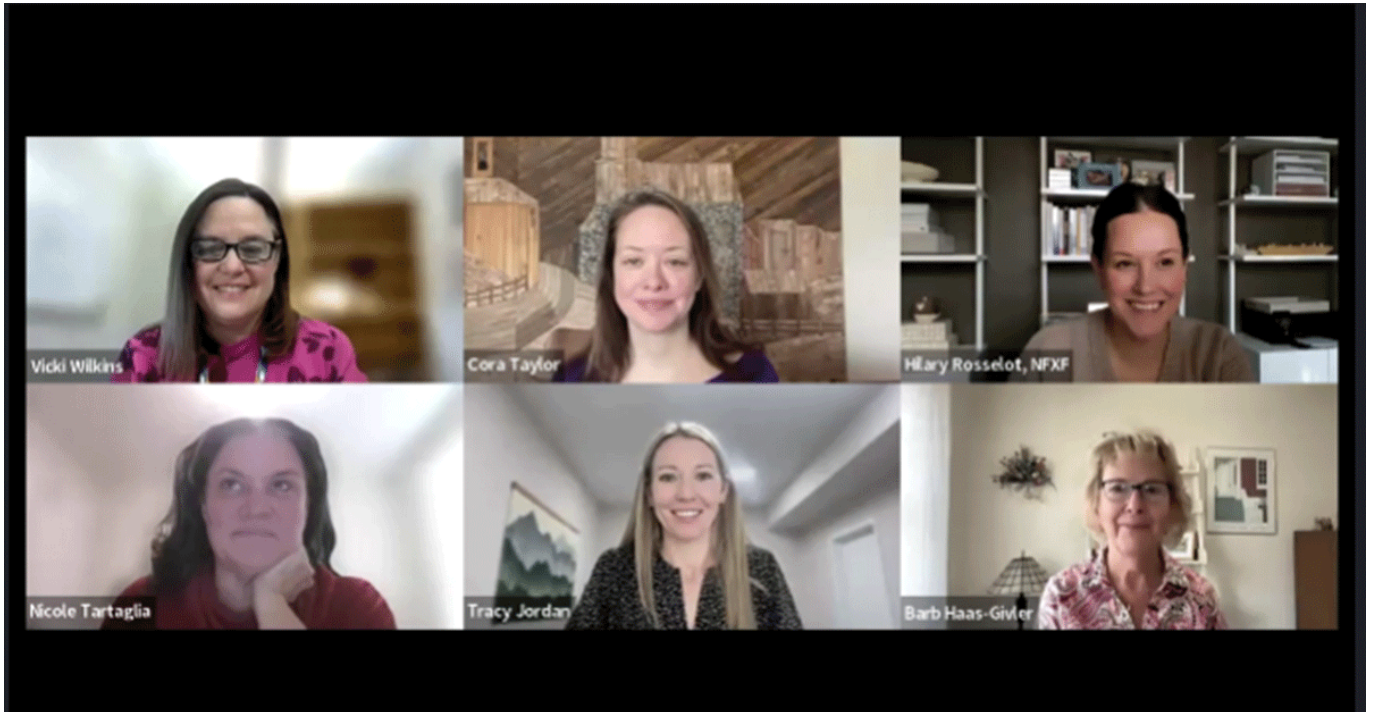 Vicki Wilkins
Cora Taylor
Hilary Rosselot, NFXF
Nicole Tartaglia
Tracy Jordan
Barb Haas-Givler